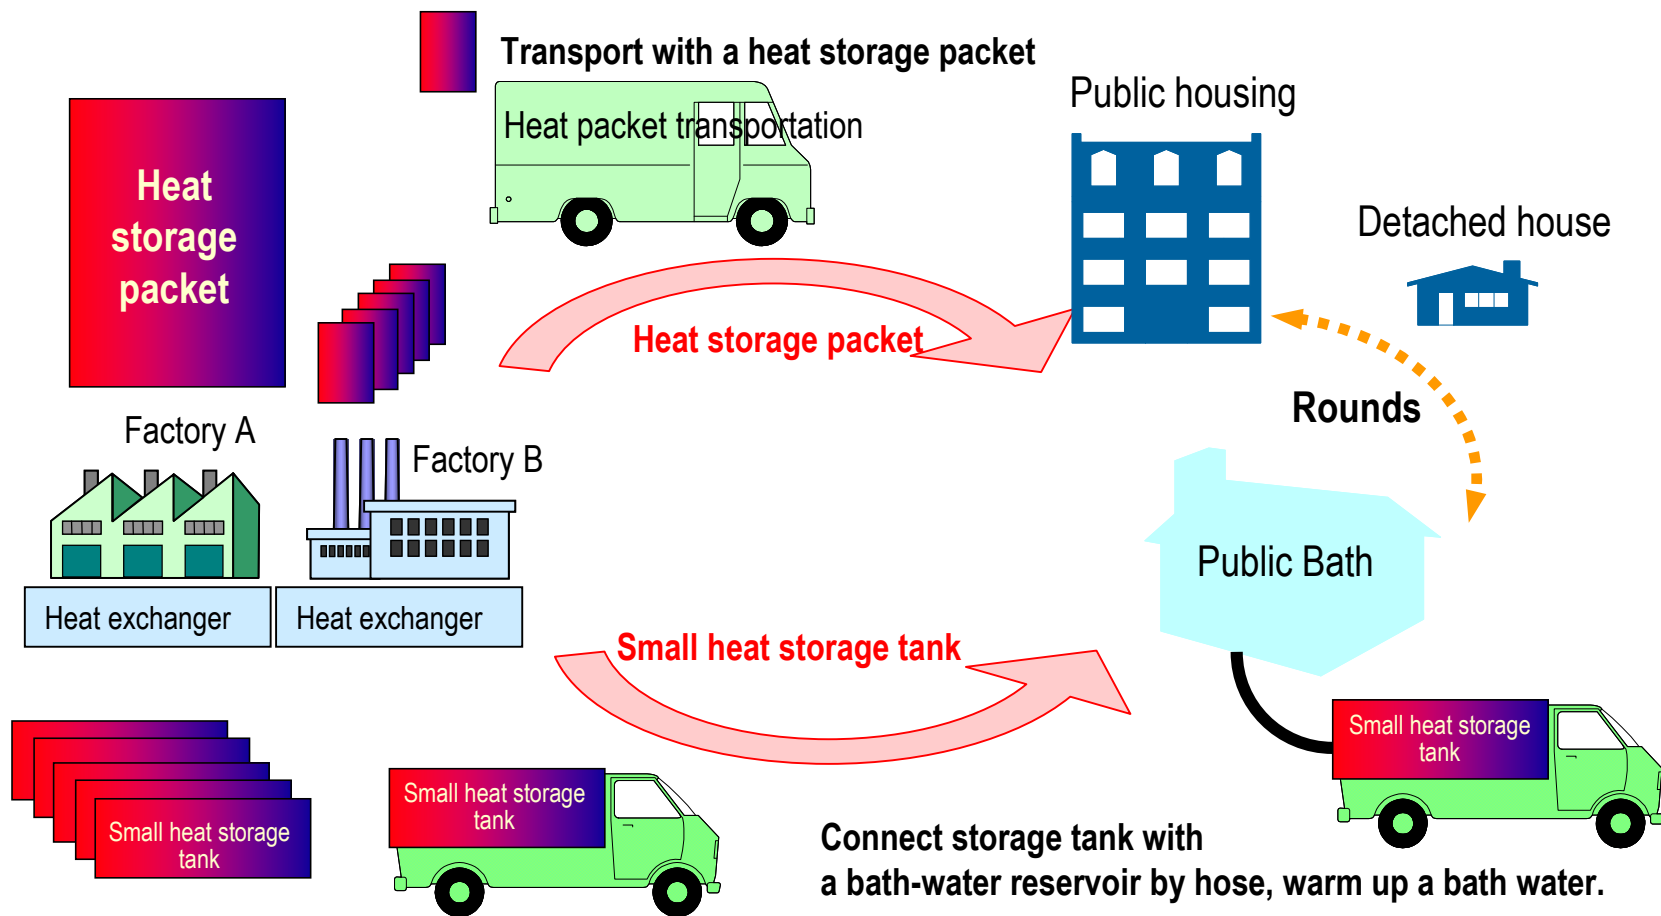 Transport with a heat storage packet
Heat packet transportation
Public housing
Heat
storage
packet
Detached house
Heat storage packet
Rounds
Factory A
Factory B
Public Bath
Heat exchanger
Heat exchanger
Small heat storage tank
Small heat storage
tank
Small heat storage
tank
Small heat storage
tank
Connect storage tank with
a bath-water reservoir by hose, warm up a bath water.